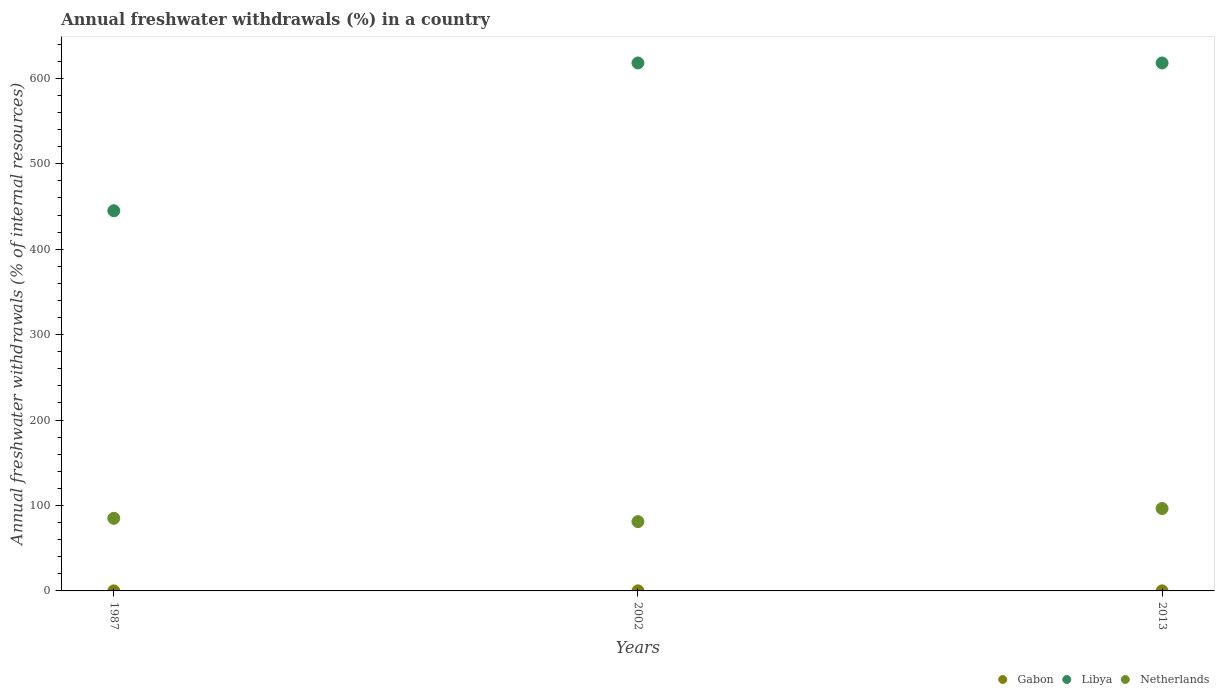 Annual freshwater withdrawals (%) in a country
Annual freshwater withdrawals (% of internal resources)
600
500
400
300
200
100
0
1987
2002
2013
Years
Gabon
Libya
Netherlands